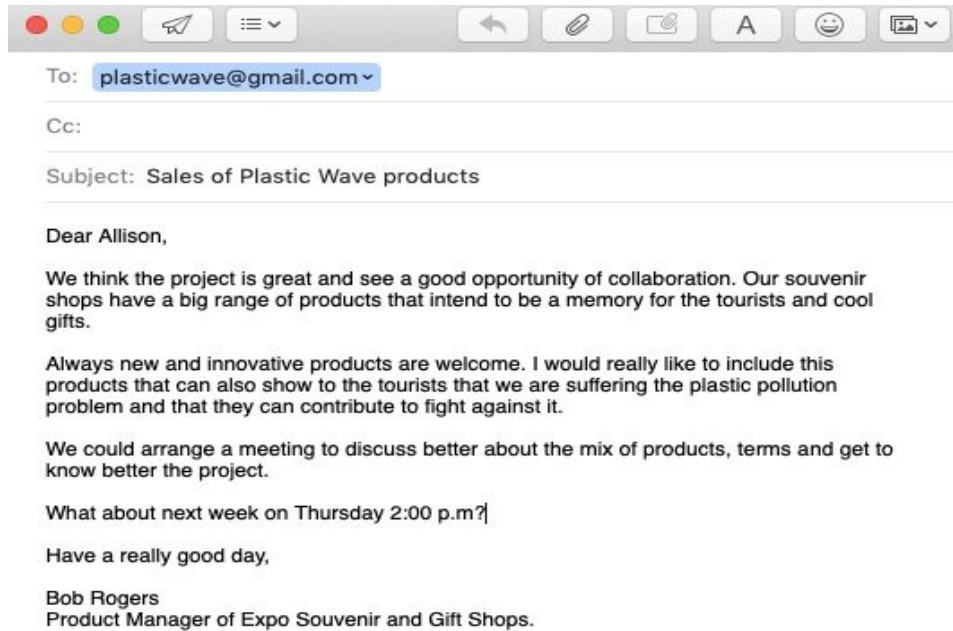 To: plasticwave@gmail.com
Cc:
Subject: Sales of Plastic Wave products
Dear Allison,
We think the project is great and see a good opportunity of collaboration. Our souvenir
shops have a big range of products that intend to be a memory for the tourists and cool
gifts.
Always new and innovative products are welcome. I would really like to include this
products that can also show to the tourists that we are suffering the plastic pollution
problem and that they can contribute to fight against it.
We could arrange a meeting to discuss better about the mix of products, terms and get to
know better the project.
What about next week on Thursday 2:00 p.m?
Have a really good day,
Bob Rogers
Product Manager of Expo Souvenir and Gift Shops.